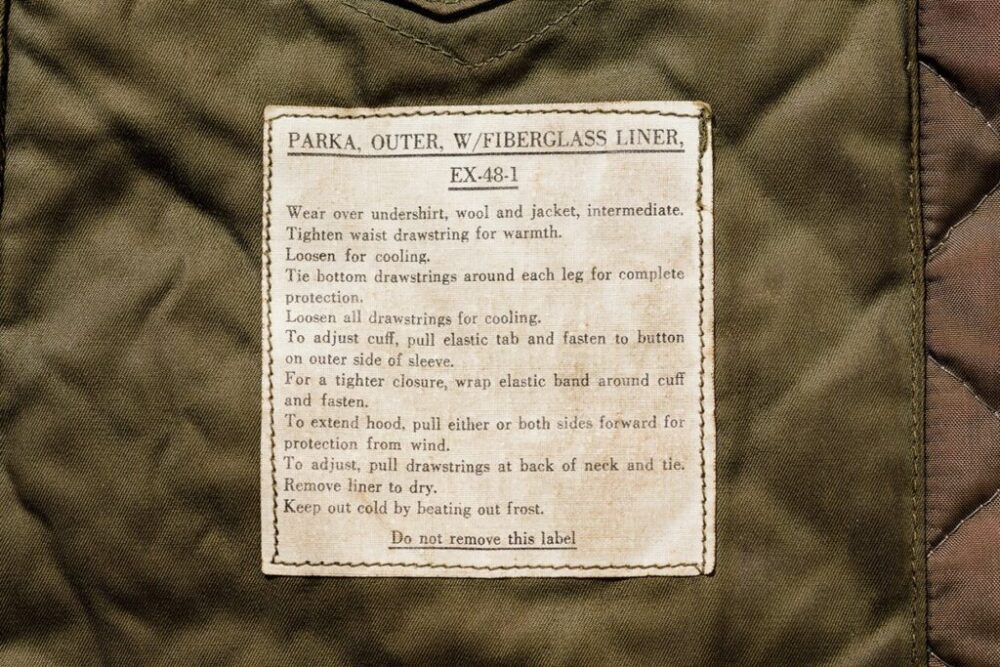 PARKA, OUTER, W/FIBERGLASS LINER,
EX-48-1
Wear over undershirt, wool and jacket, intermediate.
Tighten waist drawstring for warmth.
Loosen for cooling.
Tie bottom drawstrings around each leg for complete
protection.
Loosen all drawstrings for cooling.
To adjust cuff, pull elastic tab and fasten to button
on outer side of sleeve.
For a tighter closure, wrap elastic band around cuff
and fasten.
To extend hood, pull either or both sides forward for
protection from wind.
To adjust, pull drawstrings at back of neck and tie.
Remove liner to dry.
Keep out cold by beating out frost.
Do not remove this label